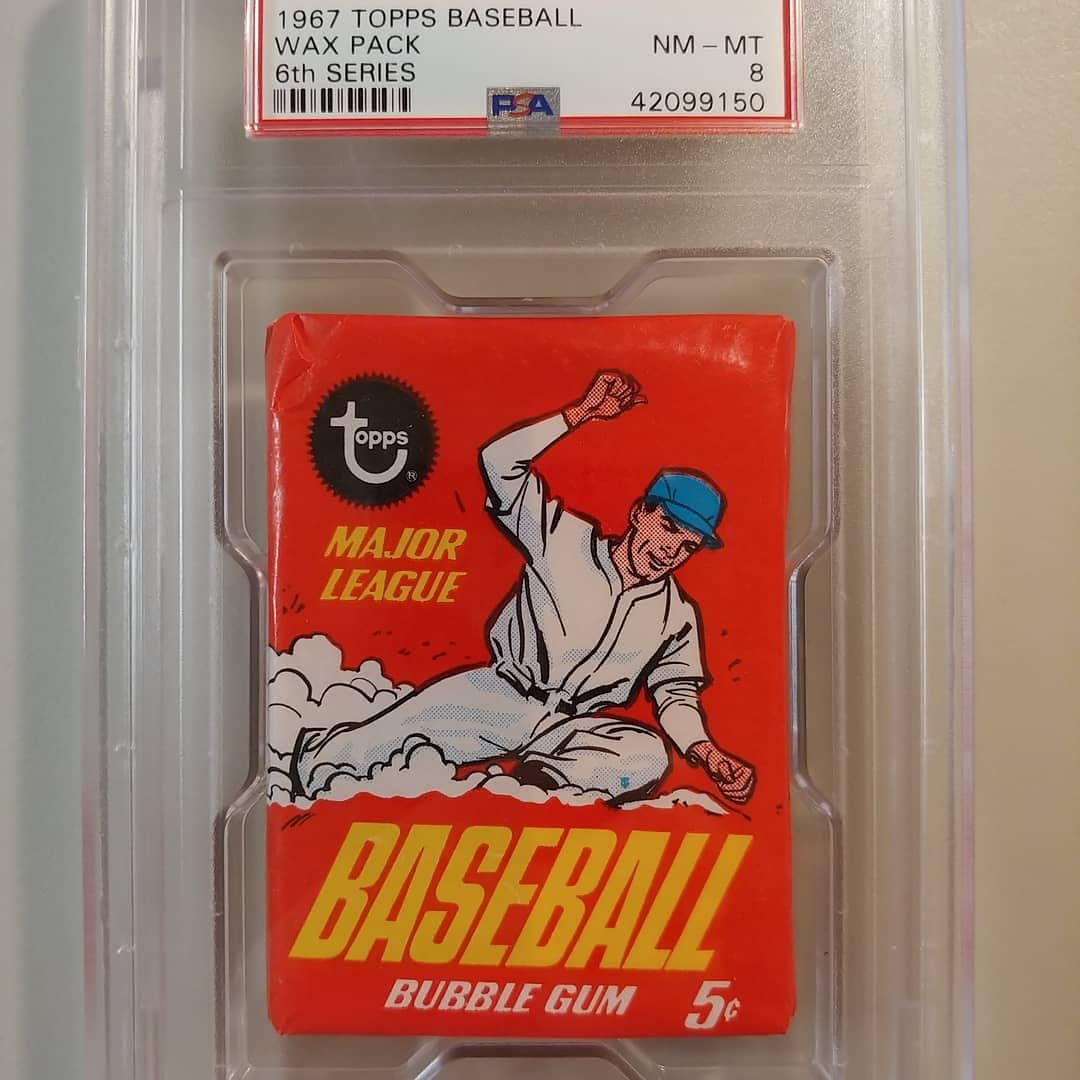 1967 TOPPS BASEBALL
WAX PACK NM – MT
6th SERIES 8
PSA 42099150
Topps ®
MAJOR
LEAGUE
BASEBALL
BUBBLE GUM 5¢